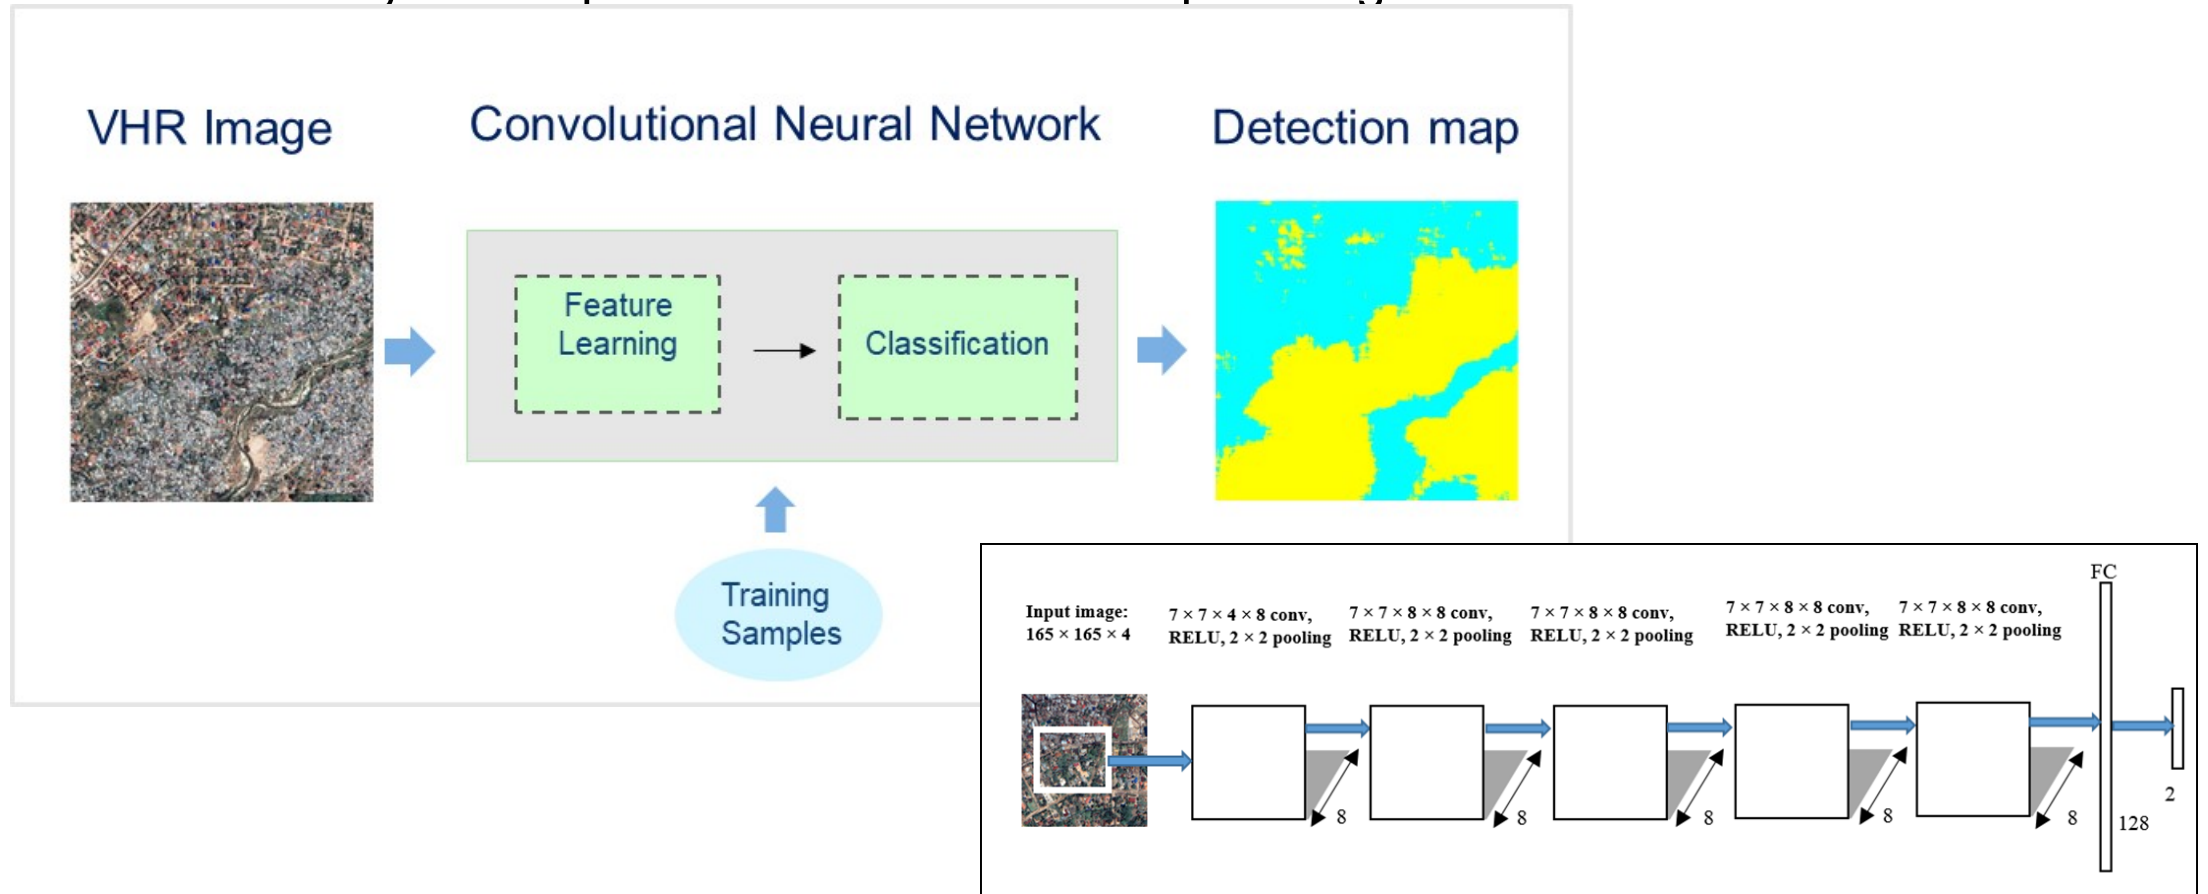 VHR Image
Convolutional Neural Network
Detection map
Feature
Learning
Classification
Training
Samples
FC
Input image:
165 × 165 × 4
7 × 7 × 4 × 8 conv,
RELU, 2 × 2 pooling
7 × 7 × 8 × 8 conv,
RELU, 2 × 2 pooling
7 × 7 × 8 × 8 conv,
RELU, 2 × 2 pooling
7 × 7 × 8 × 8 conv,
RELU, 2 × 2 pooling
7 × 7 × 8 × 8 conv,
RELU, 2 × 2 pooling
8
8
8
8
8
128
2